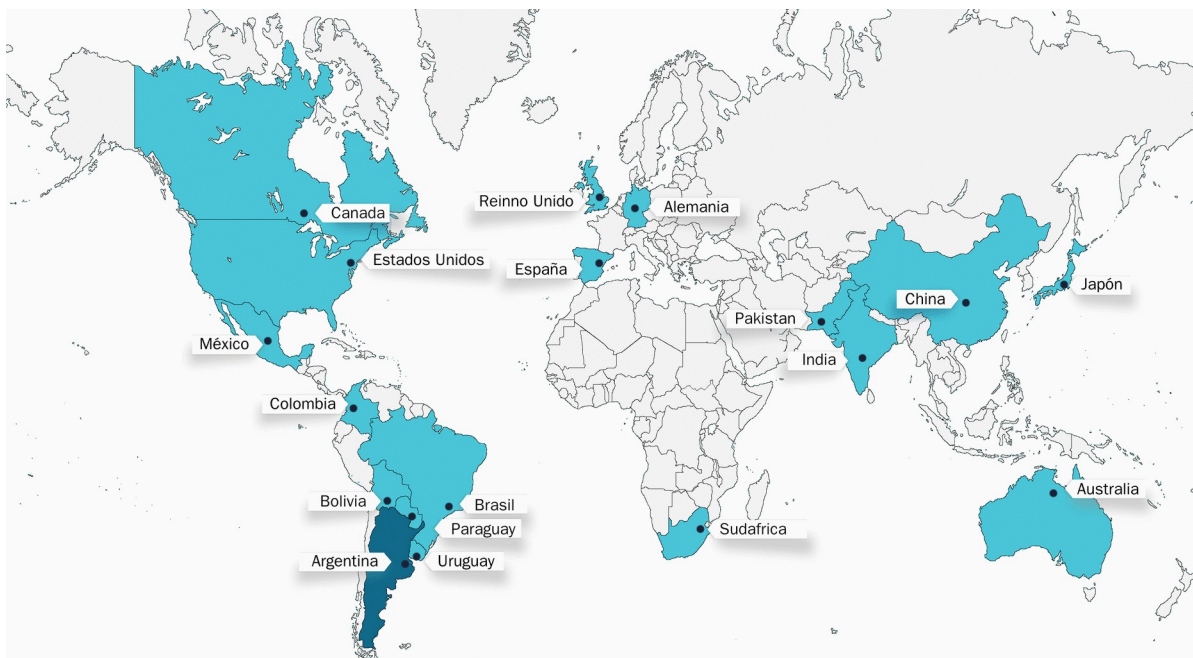 Reinno Unido
Alemania
Canada
Estados Unidos
España
Japón
China
Pakistan
México
India
Colombia
Australia
Bolivia
Brasil
Paraguay
Sudafrica
Argentina
Uruguay